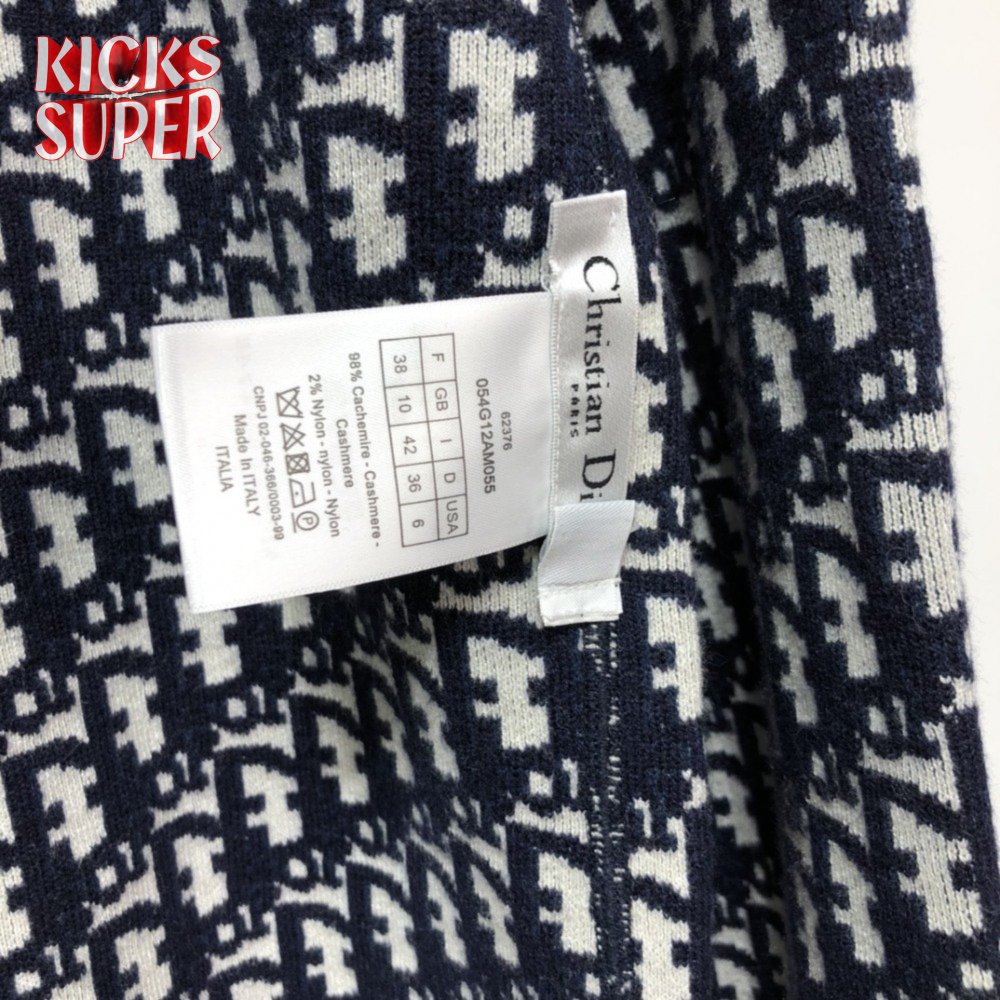 KICKS
SUPER
Christian Di
PARIS
62376
054G12AM055
F GB I D USA
38 10 42 36 6
98% Cachemire - Cashmere -
Cashmere
2% Nylon - nylon - Nylon
CNPJ 02-046-366/0003-99
Made In ITALY
ITALIA